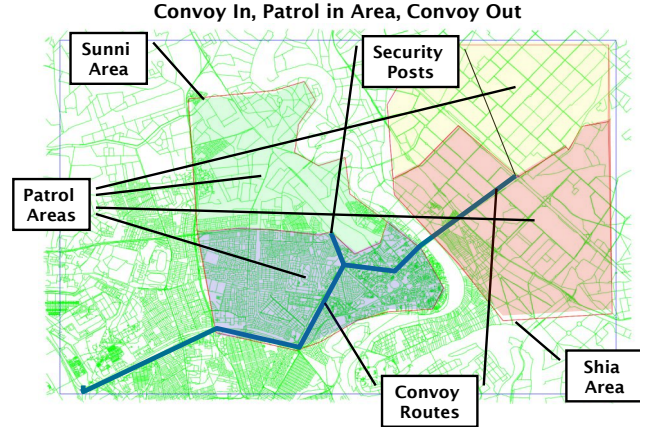 Convoy In, Patrol in Area, Convoy Out
Sunni
Area
Security
Posts
Patrol
Areas
Shia
Area
Convoy
Routes